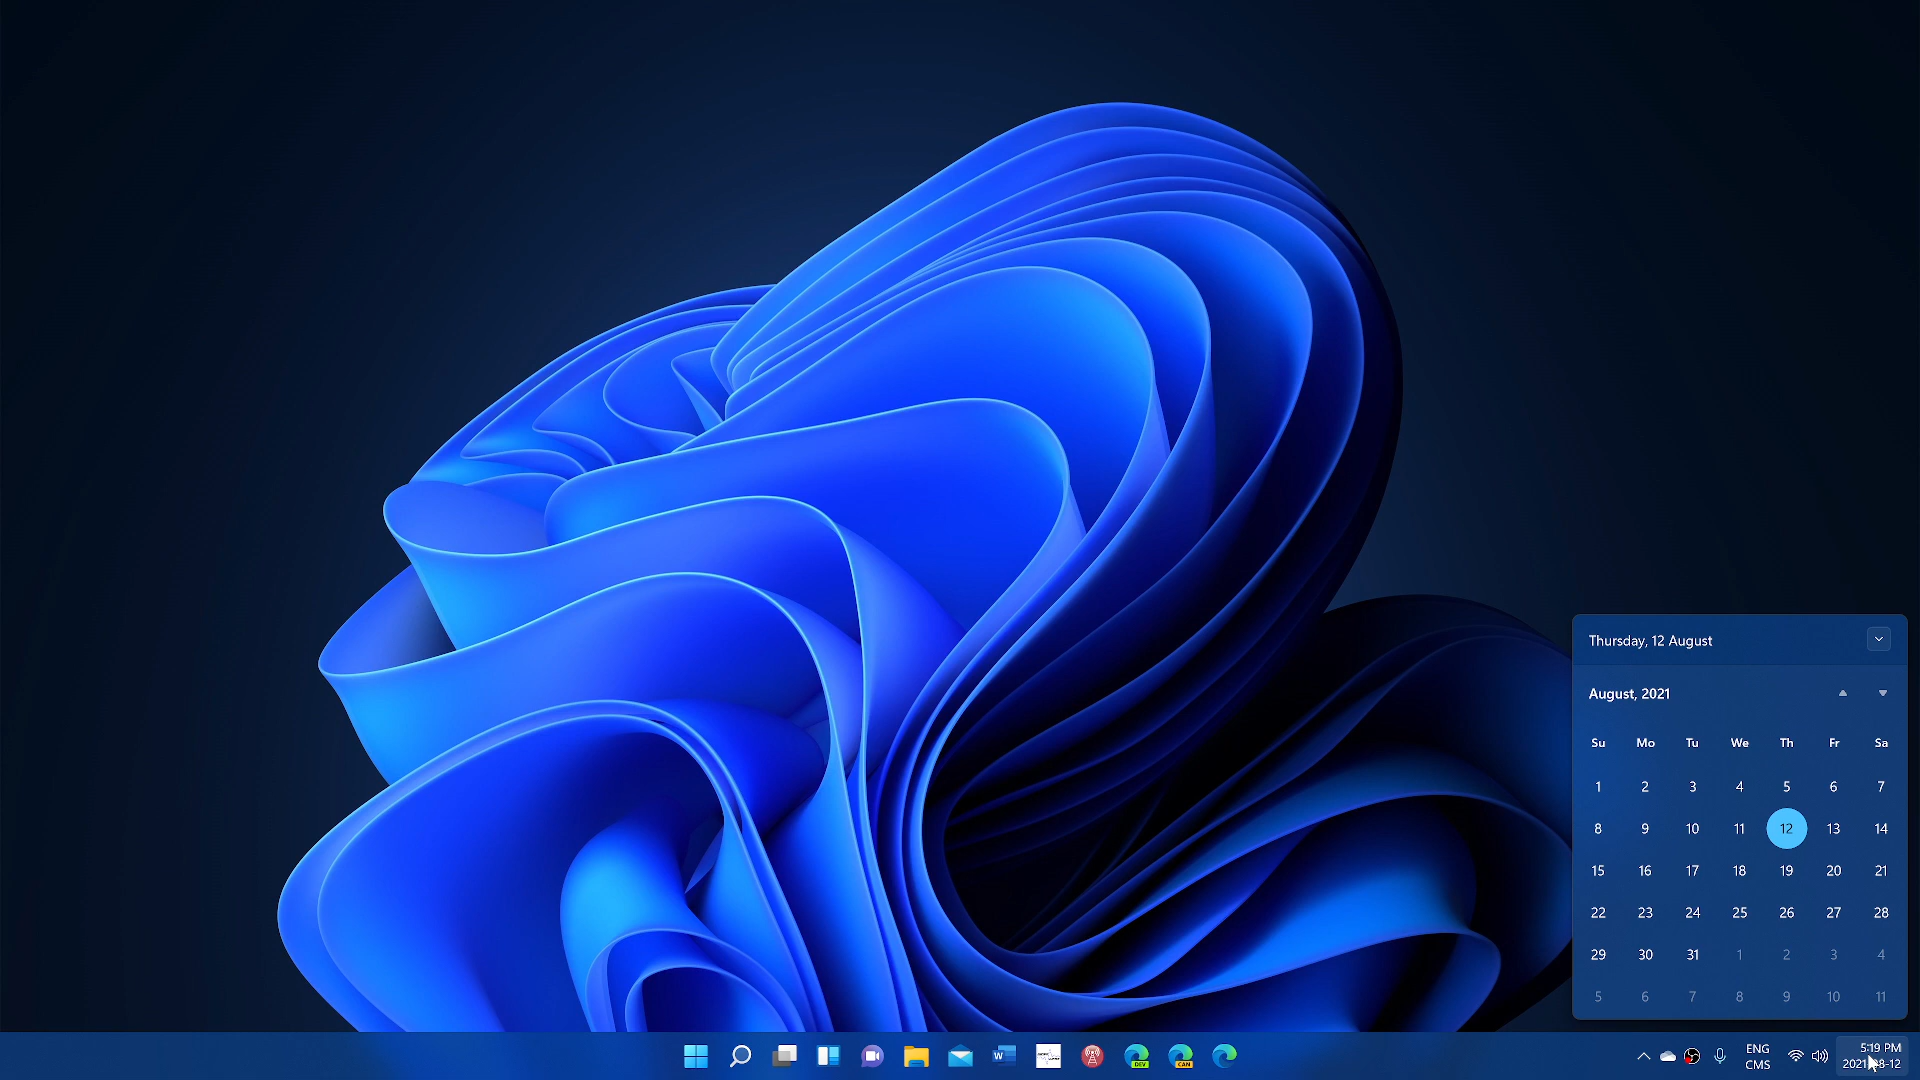 Thursday, 12 August
August, 2021
Su Mo Tu We Th Fr Sa
1 2 3 4 5 6 7
8 9 10 11 12 13 14
15 16 17 18 19 20 21
22 23 24 25 26 27 28
29 30 31 1 2 3 4
5 6 7 8 9 10 11
W
DEV
CAN
ENG
CMS
5:19 PM